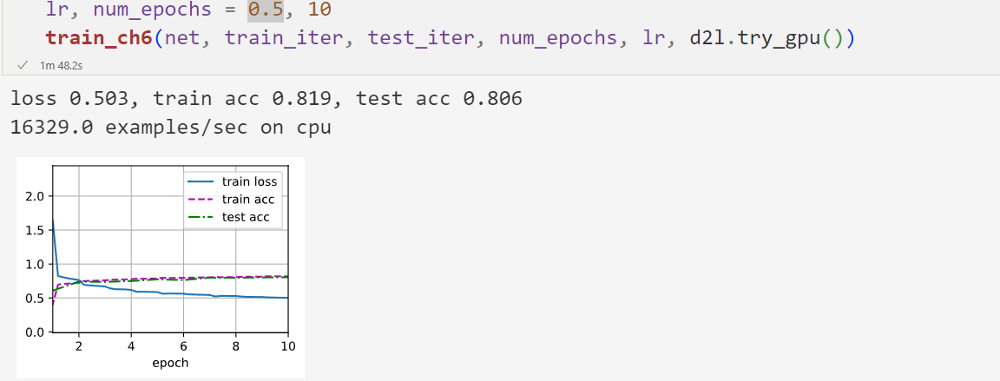 lr, num_epochs = 0.5, 10
train_ch6(net, train_iter, test_iter, num_epochs, lr, d2l.try_gpu())
1m 48.2s
loss 0.503, train acc 0.819, test acc 0.806
16329.0 examples/sec on cpu
train loss
train acc
test acc
2.0
1.5
1.0
0.5
0.0
2 4 6 8 10
epoch